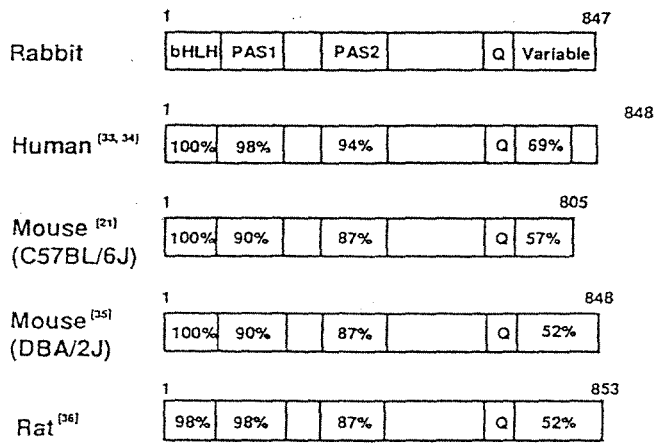 1 847
Rabbit bHLH PAS1 PAS2 Q Variable
1 848
Human [33, 34] 100% 98% 94% Q 69%
1 805
Mouse [21]
(C57BL/6J) 100% 90% 87% Q 57%
1 848
Mouse [35]
(DBA/2J) 100% 90% 87% Q 52%
1 853
Rat [36] 98% 98% 87% Q 52%